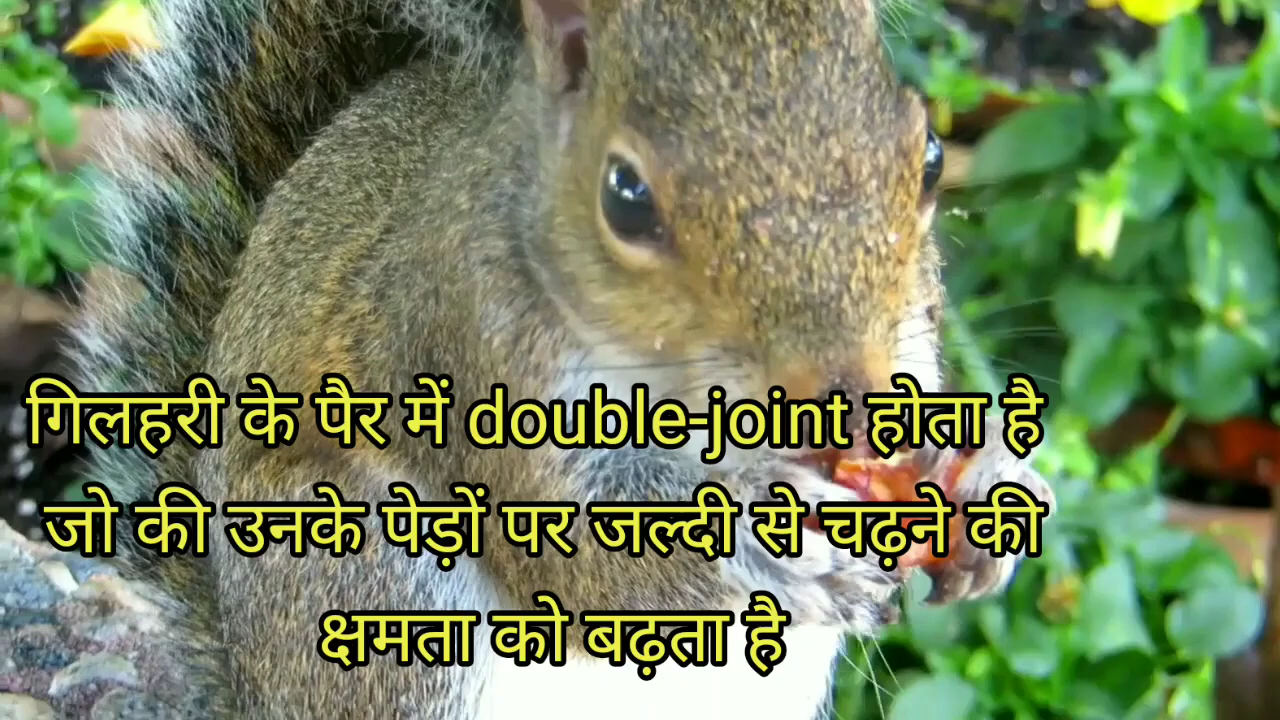 गिलहरी के पैर में double-joint होता है
जो की उनके पेड़ों पर जल्दी से चढ़ने की
क्षमता को बढ़ता है